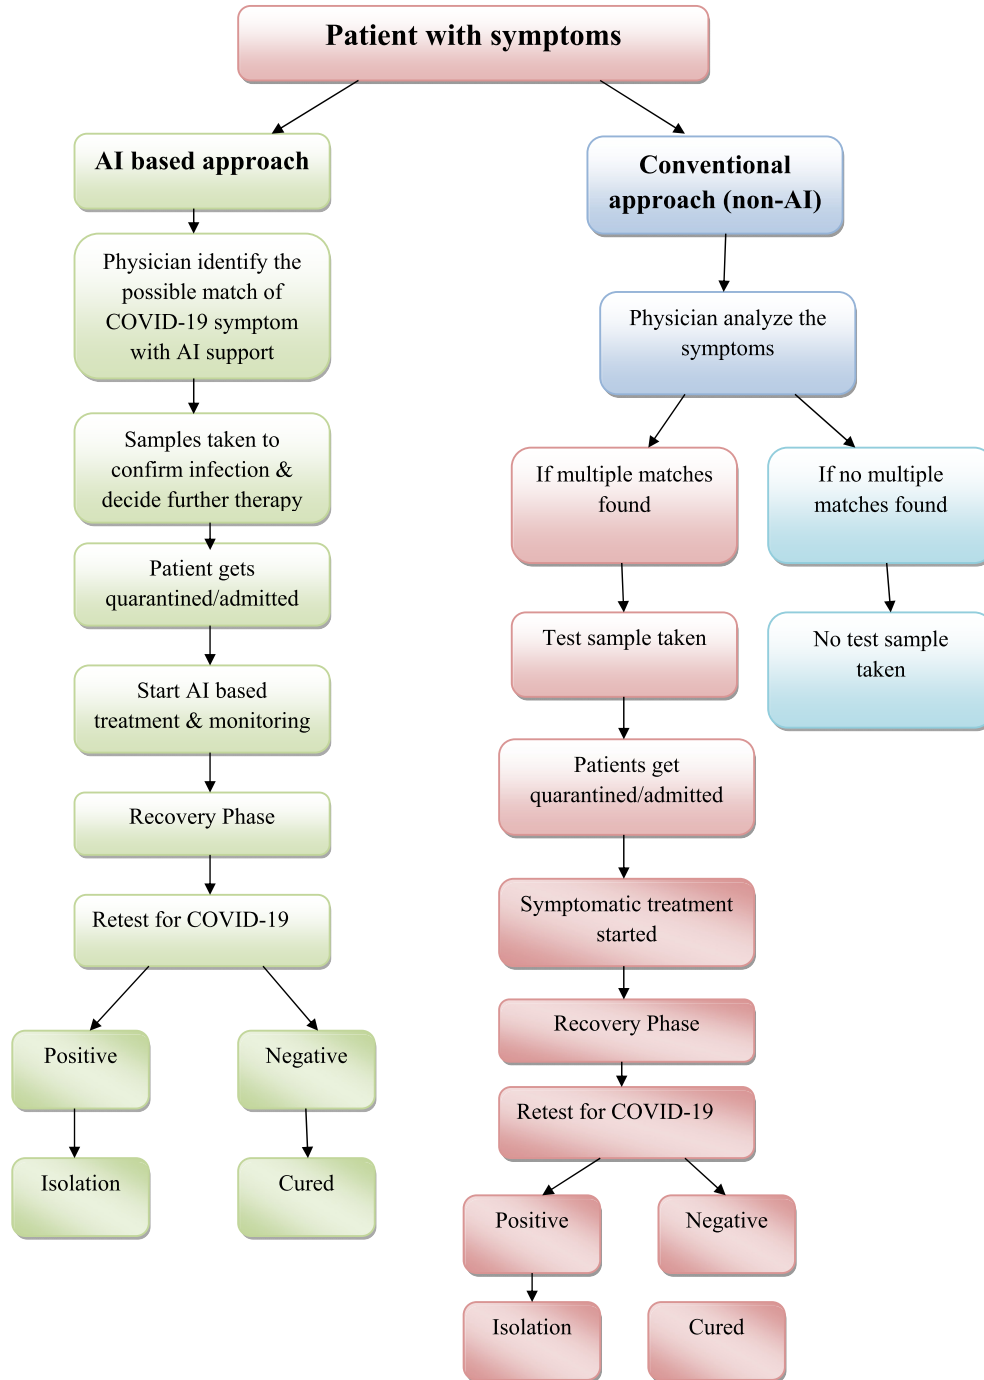 Patient with symptoms
AI based approach
Physician identify the
possible match of
COVID-19 symptom
with AI support
Samples taken to
confirm infection &
decide further therapy
Patient gets
quarantined/admitted
Start AI based
treatment & monitoring
Recovery Phase
Retest for COVID-19
Positive
Negative
Isolation
Cured
Conventional
approach (non-AI)
Physician analyze the
symptoms
If multiple matches
found
If no multiple
matches found
Test sample taken
No test sample
taken
Patients get
quarantined/admitted
Symptomatic treatment
started
Recovery Phase
Retest for COVID-19
Positive
Negative
Isolation
Cured